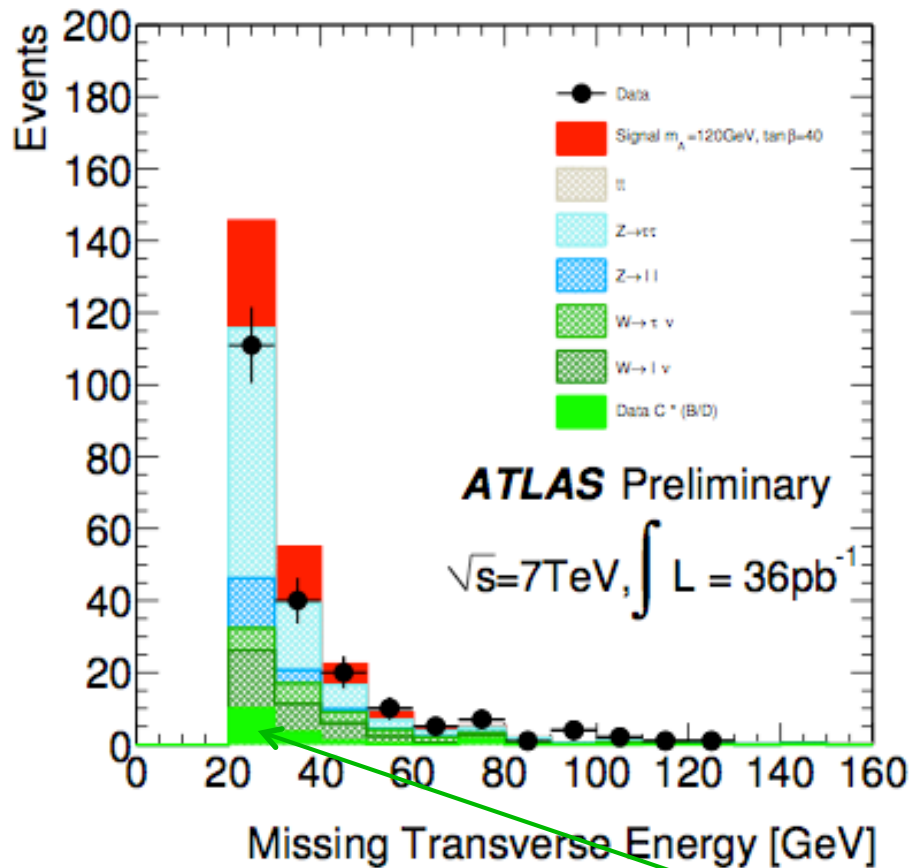 Events
200
180
160
140
120
100
80
60
40
20
0
Data
Signal m_A =120GeV, tanβ=40
tt
Z→ττ
Z→l l
W→ τ ν
W→ l ν
Data C * (B/D)
ATLAS Preliminary
√s=7TeV,∫ L = 36pb⁻¹
0 20 40 60 80 100 120 140 160
Missing Transverse Energy [GeV]